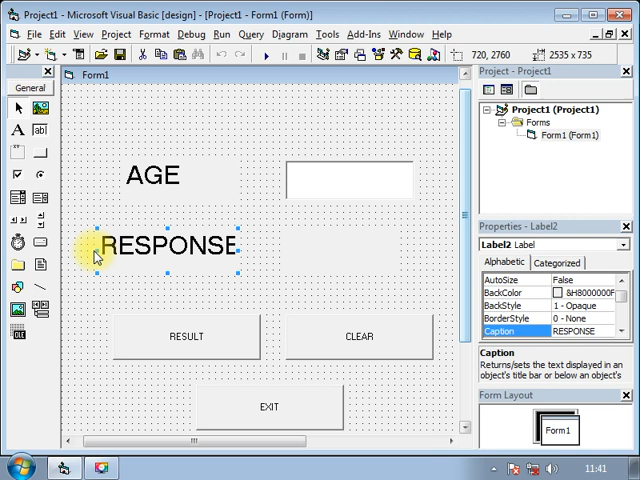 Project1 - Microsoft Visual Basic [design] - [Project1 - Form1 (Form)]
File Edit View Project Format Debug Run Query Diagram Tools Add-Ins Window Help
720, 2760 2535 x 735
General
A
ab
OLE
Form1
AGE
RESPONSE
RESULT
CLEAR
EXIT
Project - Project1
Project1 (Project1)
Forms
Form1 (Form1)
Properties - Label2
Label2 Label
Alphabetic Categorized
AutoSize False
BackColor &H8000000F
BackStyle 1 - Opaque
BorderStyle 0 - None
Caption RESPONSE
Caption
Returns/sets the text displayed in an object's title bar or below an object's
Form Layout
Form1
11:41